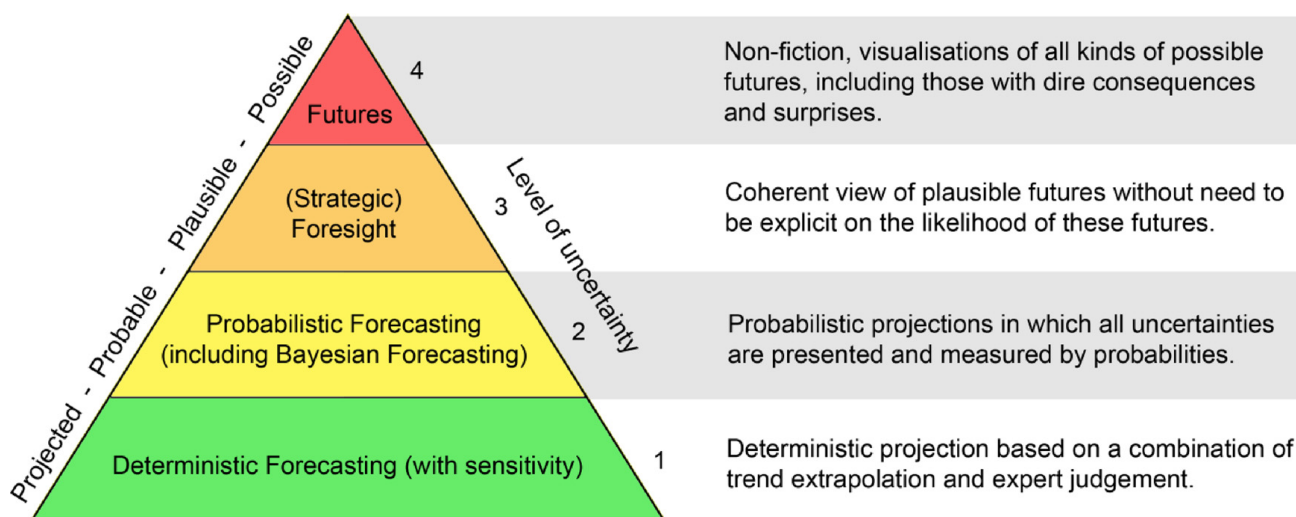 Projected - Probable - Plausible - Possible
Level of uncertainty
4
Futures
Non-fiction, visualisations of all kinds of possible
futures, including those with dire consequences
and surprises.
3
(Strategic)
Foresight
Coherent view of plausible futures without need to
be explicit on the likelihood of these futures.
2
Probabilistic Forecasting
(including Bayesian Forecasting)
Probabilistic projections in which all uncertainties
are presented and measured by probabilities.
1
Deterministic Forecasting (with sensitivity)
Deterministic projection based on a combination of
trend extrapolation and expert judgement.